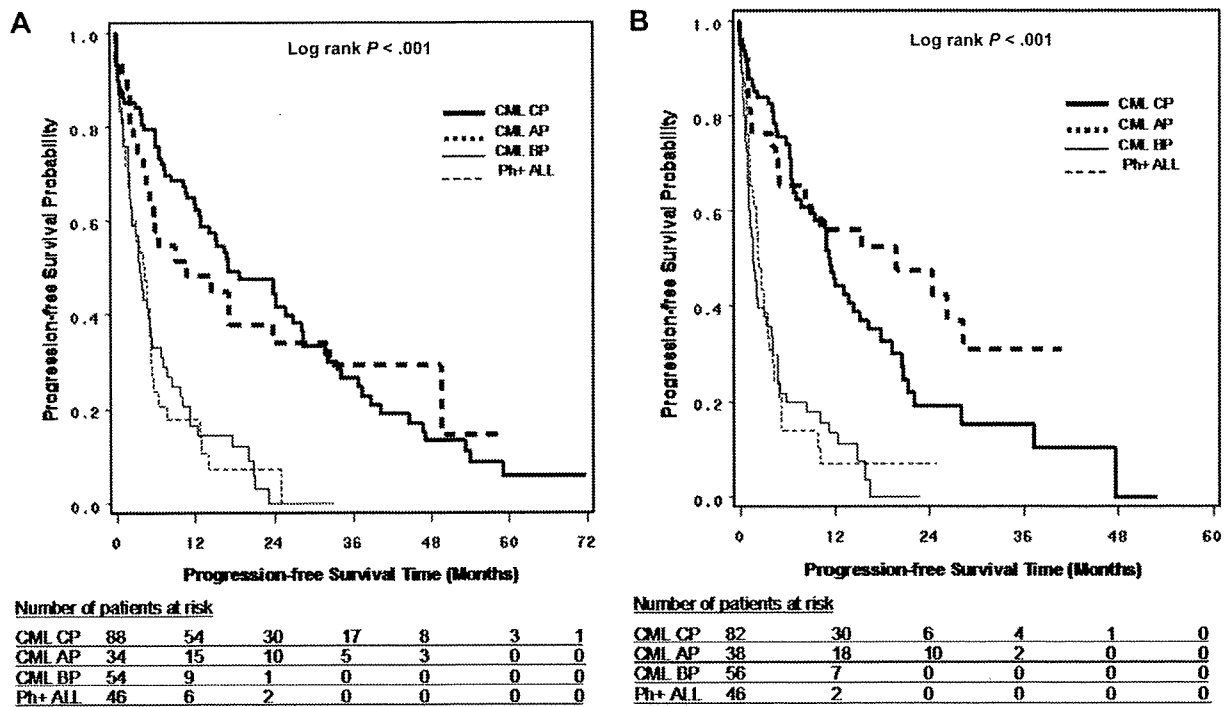 A
Log rank P < .001
CML CP
CML AP
CML BP
Ph+ ALL
Progression-free Survival Probability
1.0
0.8
0.6
0.4
0.2
0.0
0 12 24 36 48 60 72
Progression-free Survival Time (Months)
Number of patients at risk
CML CP 88 54 30 17 8 3 1
CML AP 34 15 10 5 3 0 0
CML BP 54 9 1 0 0 0 0
Ph+ ALL 46 6 2 0 0 0 0
B
Log rank P < .001
CML CP
CML AP
CML BP
Ph+ ALL
Progression-free Survival Probability
1.0
0.8
0.6
0.4
0.2
0.0
0 12 24 36 48 60
Progression-free Survival Time (Months)
Number of patients at risk
CML CP 82 30 6 4 1 0
CML AP 38 18 10 2 0 0
CML BP 56 7 0 0 0 0
Ph+ ALL 46 2 0 0 0 0